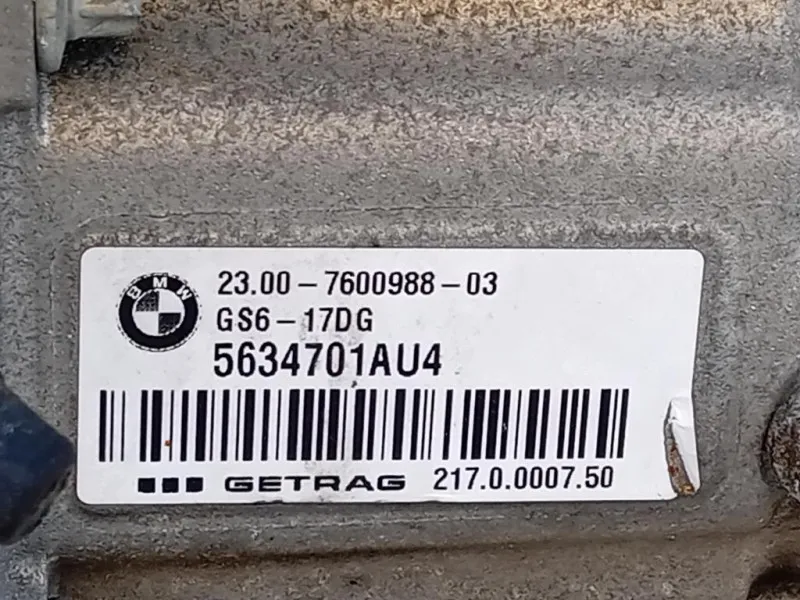 BMW
23.00-7600988-03
GS6-17DG
5634701AU4
GETRAG 217.0.0007.50